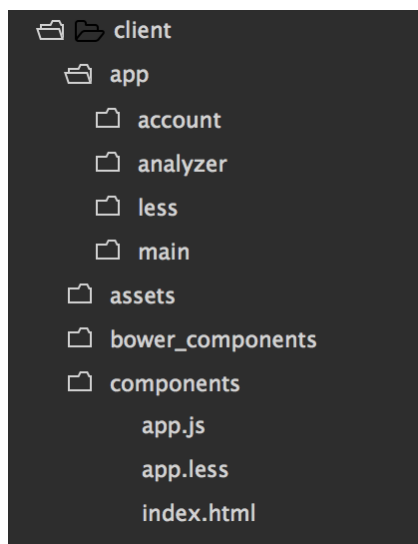 client
app
account
analyzer
less
main
assets
bower_components
components
app.js
app.less
index.html